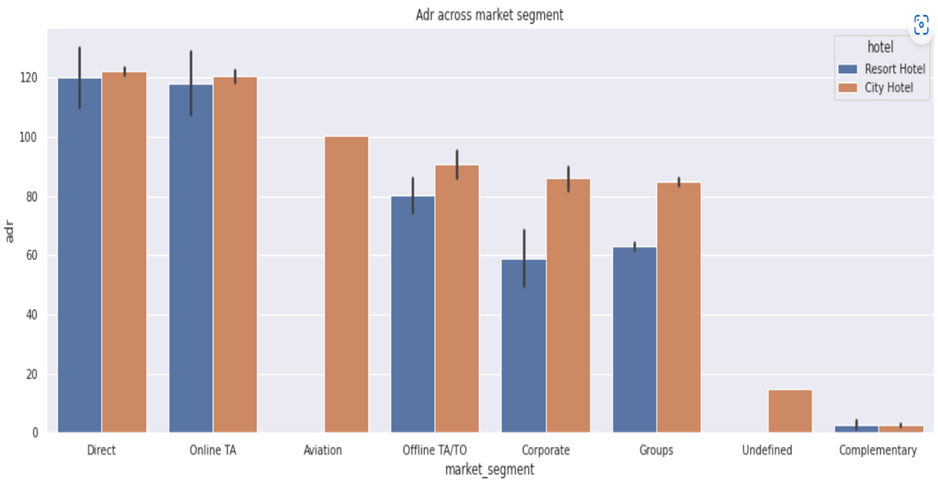 Adr across market segment
hotel
Resort Hotel
City Hotel
adr
120
100
80
60
40
20
0
Direct
Online TA
Aviation
Offline TA/TO
Corporate
Groups
Undefined
Complementary
market_segment